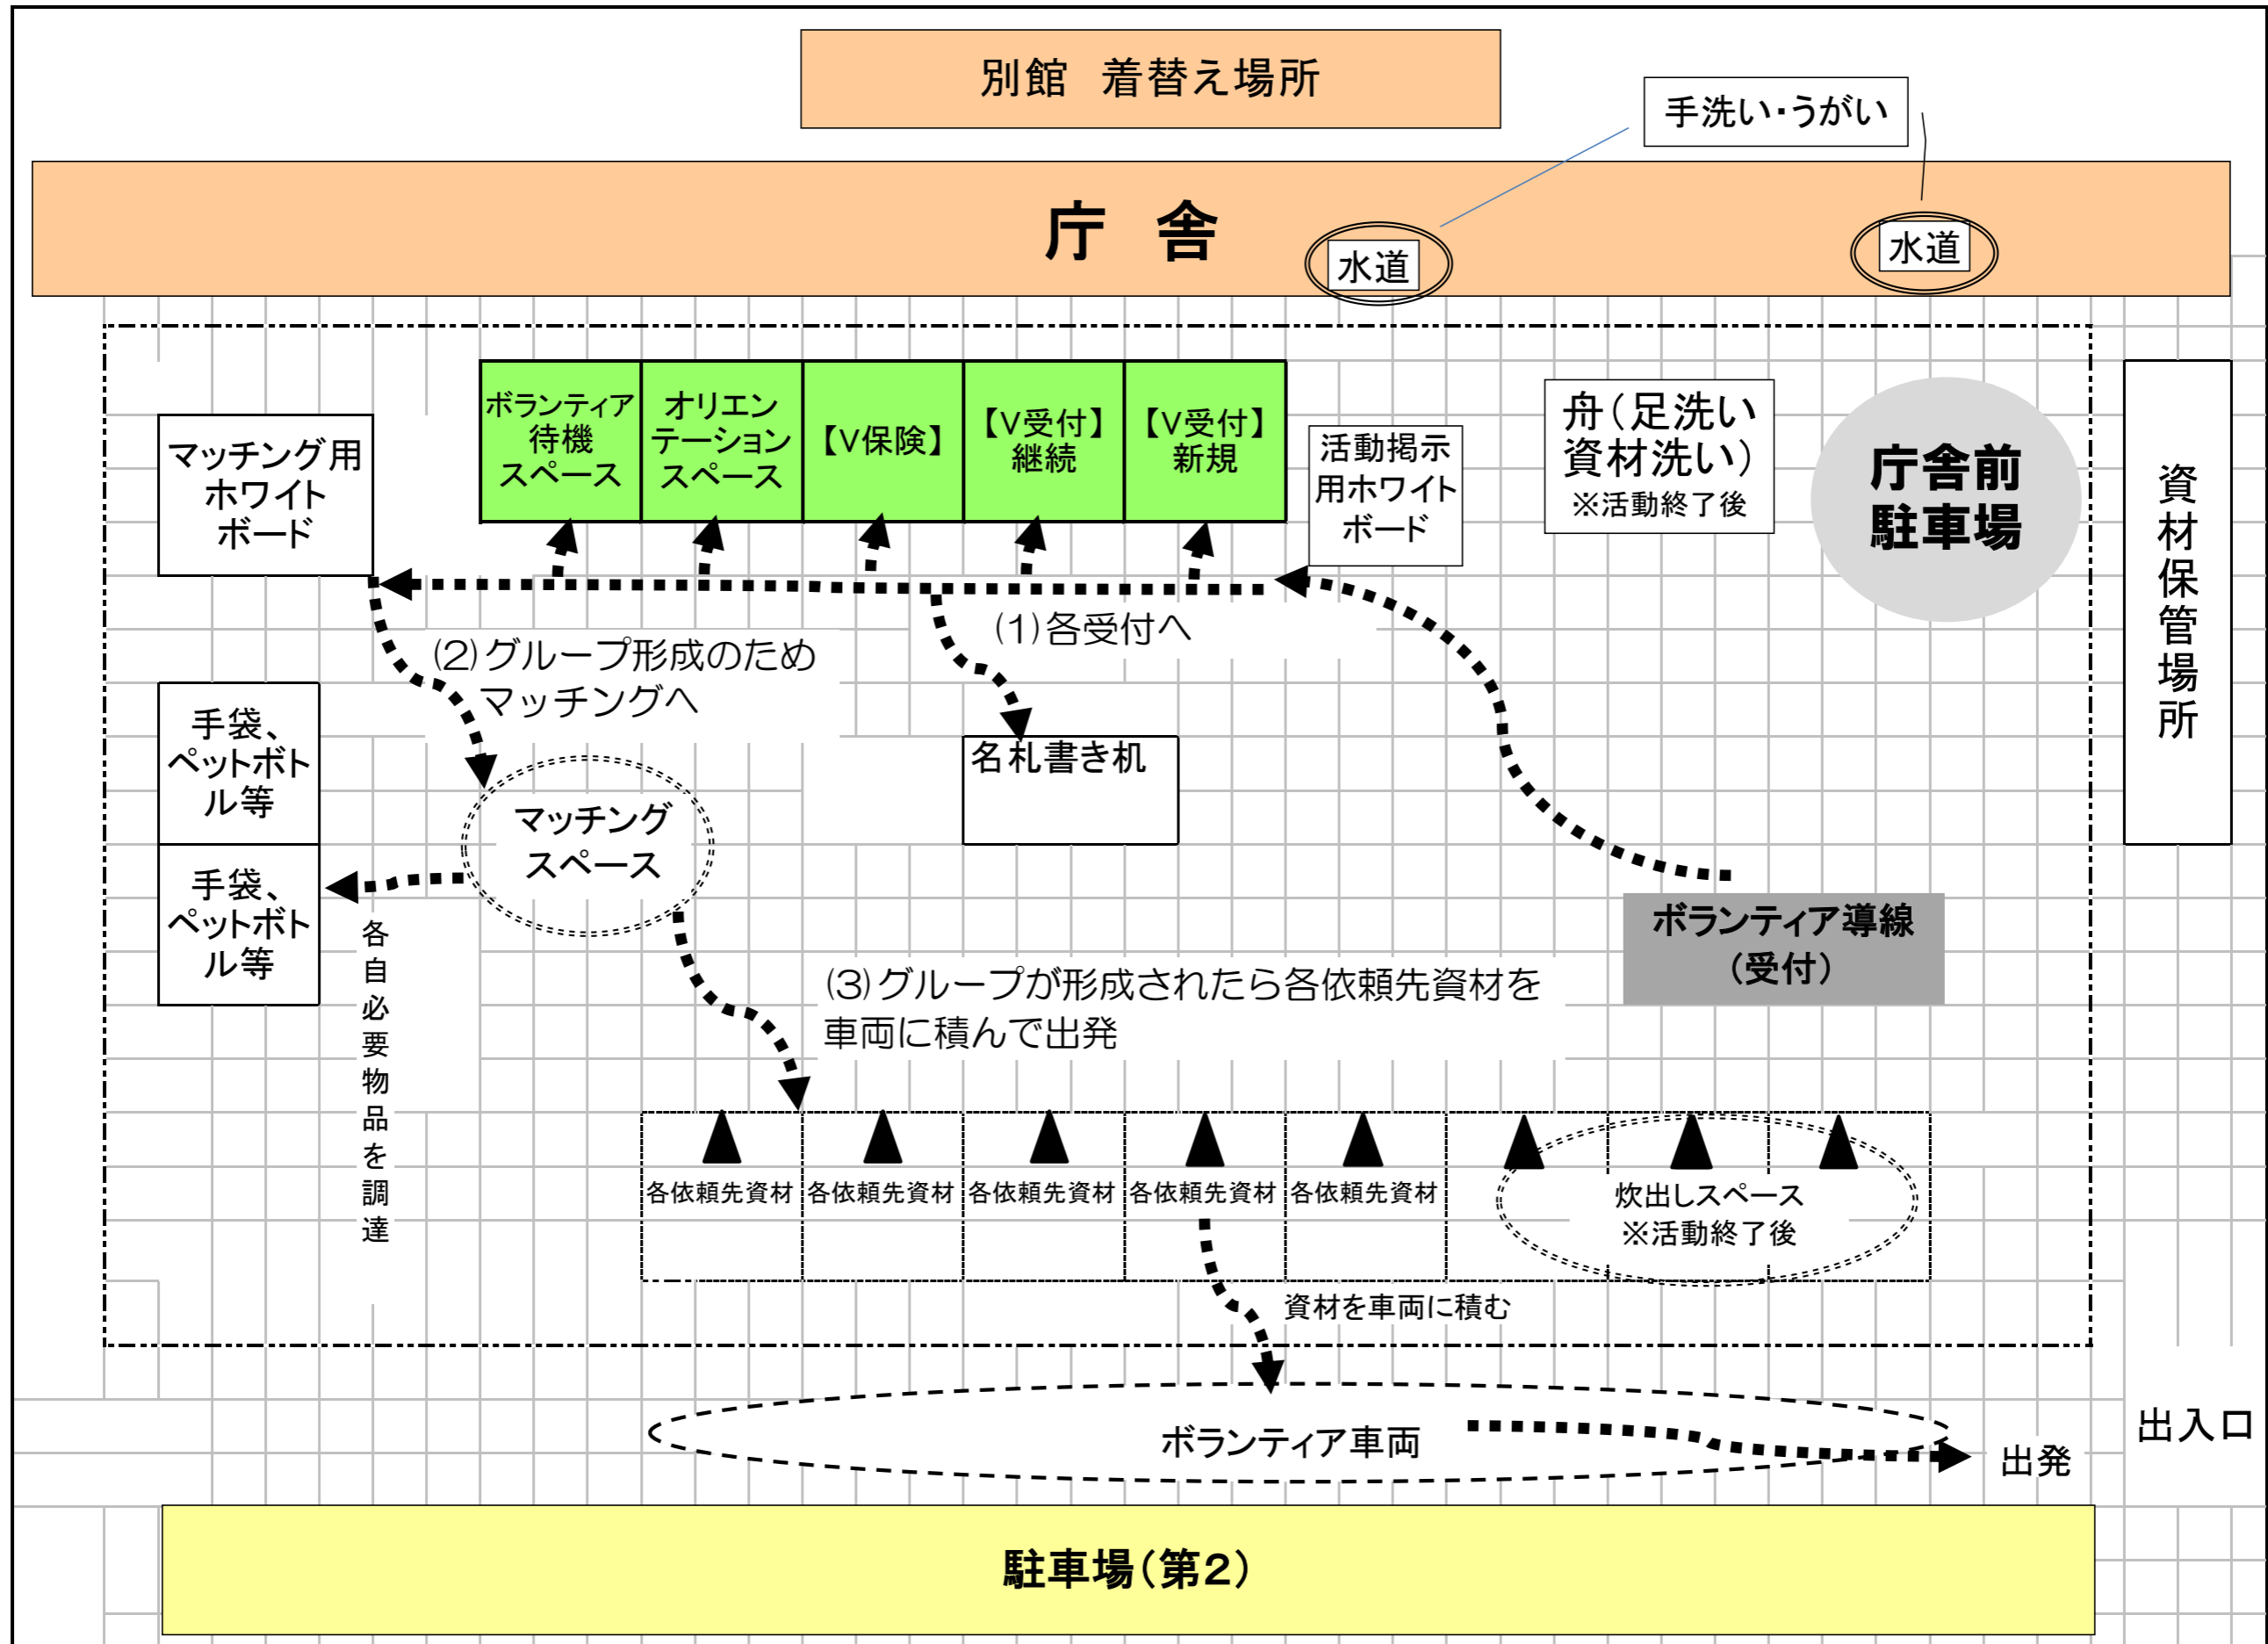 別館　着替え場所
手洗い・うがい
庁　舎
水道
水道
ボランティア
待機
スペース
オリエン
テーション
スペース
【V保険】
【V受付】
継続
【V受付】
新規
活動掲示
用ホワイト
ボード
舟（足洗い
資材洗い）
※活動終了後
庁舎前
駐車場
資材保管場所
マッチング用
ホワイト
ボード
(1)各受付へ
(2)グループ形成のため
マッチングへ
手袋、
ペットボト
ル等
名札書き机
マッチング
スペース
手袋、
ペットボト
ル等
各自必要物品を調達
ボランティア導線
（受付）
(3)グループが形成されたら各依頼先資材を
車両に積んで出発
各依頼先資材
各依頼先資材
各依頼先資材
各依頼先資材
各依頼先資材
炊出しスペース
※活動終了後
資材を車両に積む
ボランティア車両
出発
出入口
駐車場（第２）